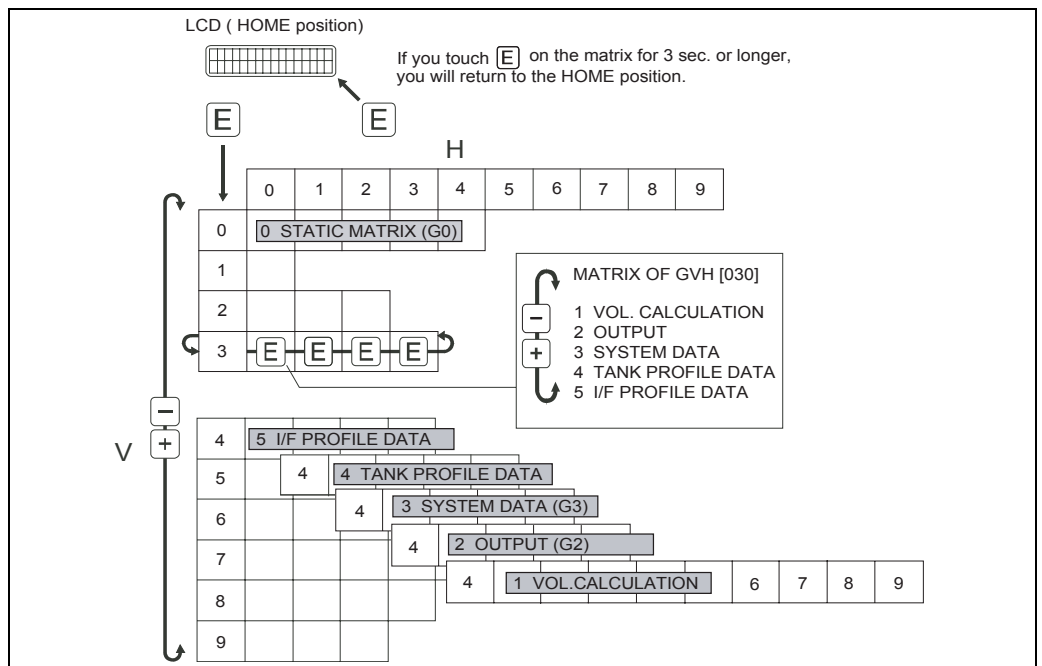 LCD ( HOME position)
If you touch E on the matrix for 3 sec. or longer,
you will return to the HOME position.
E
E
H
0 1 2 3 4 5 6 7 8 9
0 0 STATIC MATRIX (G0)
1
2
3 E E E E
MATRIX OF GVH [030]
1 VOL. CALCULATION
2 OUTPUT
3 SYSTEM DATA
4 TANK PROFILE DATA
5 I/F PROFILE DATA
−
+
V
−
+
4 5 I/F PROFILE DATA
5 4 4 TANK PROFILE DATA
6 4 3 SYSTEM DATA (G3)
7 4 2 OUTPUT (G2)
4 1 VOL.CALCULATION 6 7 8 9
8
9